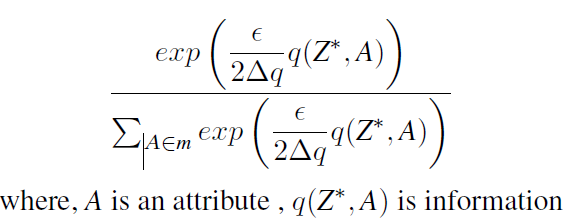 exp ( ϵ / 2Δq q(Z*, A) )
∑|A∈m exp ( ϵ / 2Δq q(Z*, A) )
where, A is an attribute , q(Z*, A) is information